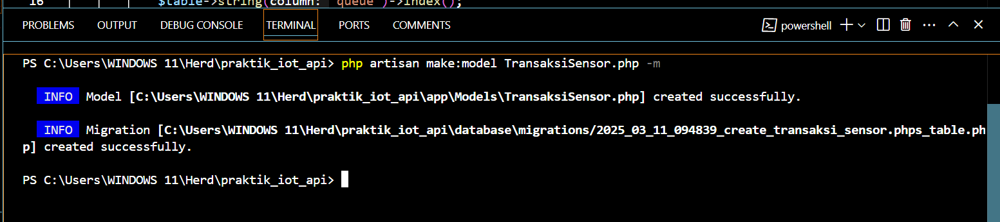 16 $table->string(column: 'queue')->index();
PROBLEMS OUTPUT DEBUG CONSOLE TERMINAL PORTS COMMENTS powershell
PS C:\Users\WINDOWS 11\Herd\praktik_iot_api> php artisan make:model TransaksiSensor.php -m
INFO Model [C:\Users\WINDOWS 11\Herd\praktik_iot_api\app\Models\TransaksiSensor.php] created successfully.
INFO Migration [C:\Users\WINDOWS 11\Herd\praktik_iot_api\database\migrations/2025_03_11_094839_create_transaksi_sensor.phps_table.ph
p] created successfully.
PS C:\Users\WINDOWS 11\Herd\praktik_iot_api>